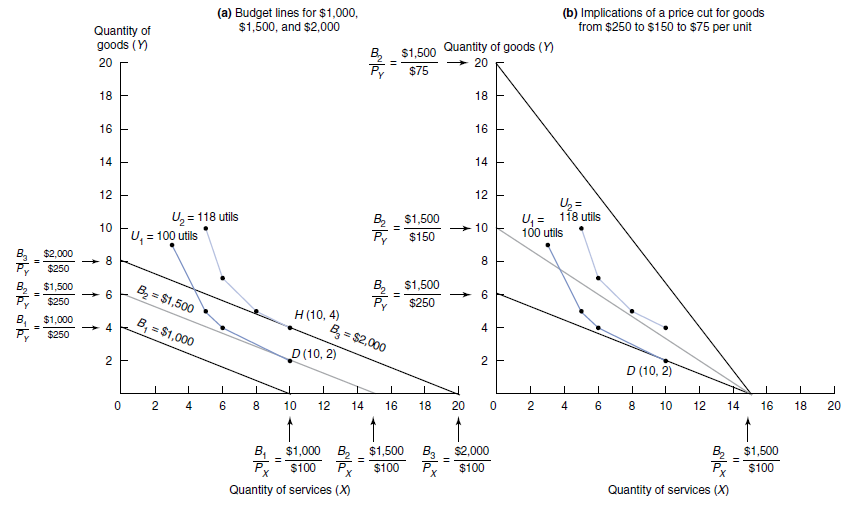 (a) Budget lines for $1,000,
$1,500, and $2,000
Quantity of
goods (Y)
20
18
16
14
12
10
8
6
4
2
0 2 4 6 8 10 12 14 16 18 20
U2 = 118 utils
U1 = 100 utils
B3/PY = $2,000/$250
B2/PY = $1,500/$250
B1/PY = $1,000/$250
B2 = $1,500
B1 = $1,000
H (10, 4)
B3 = $2,000
D (10, 2)
B1/PX = $1,000/$100
B2/PX = $1,500/$100
B3/PX = $2,000/$100
Quantity of services (X)
(b) Implications of a price cut for goods
from $250 to $150 to $75 per unit
Quantity of goods (Y)
B2/PY = $1,500/$75
20
18
16
14
12
10
8
6
4
2
0 2 4 6 8 10 12 14 16 18 20
U2 =
118 utils
U1 =
100 utils
B2/PY = $1,500/$150
B2/PY = $1,500/$250
D (10, 2)
B2/PX = $1,500/$100
Quantity of services (X)